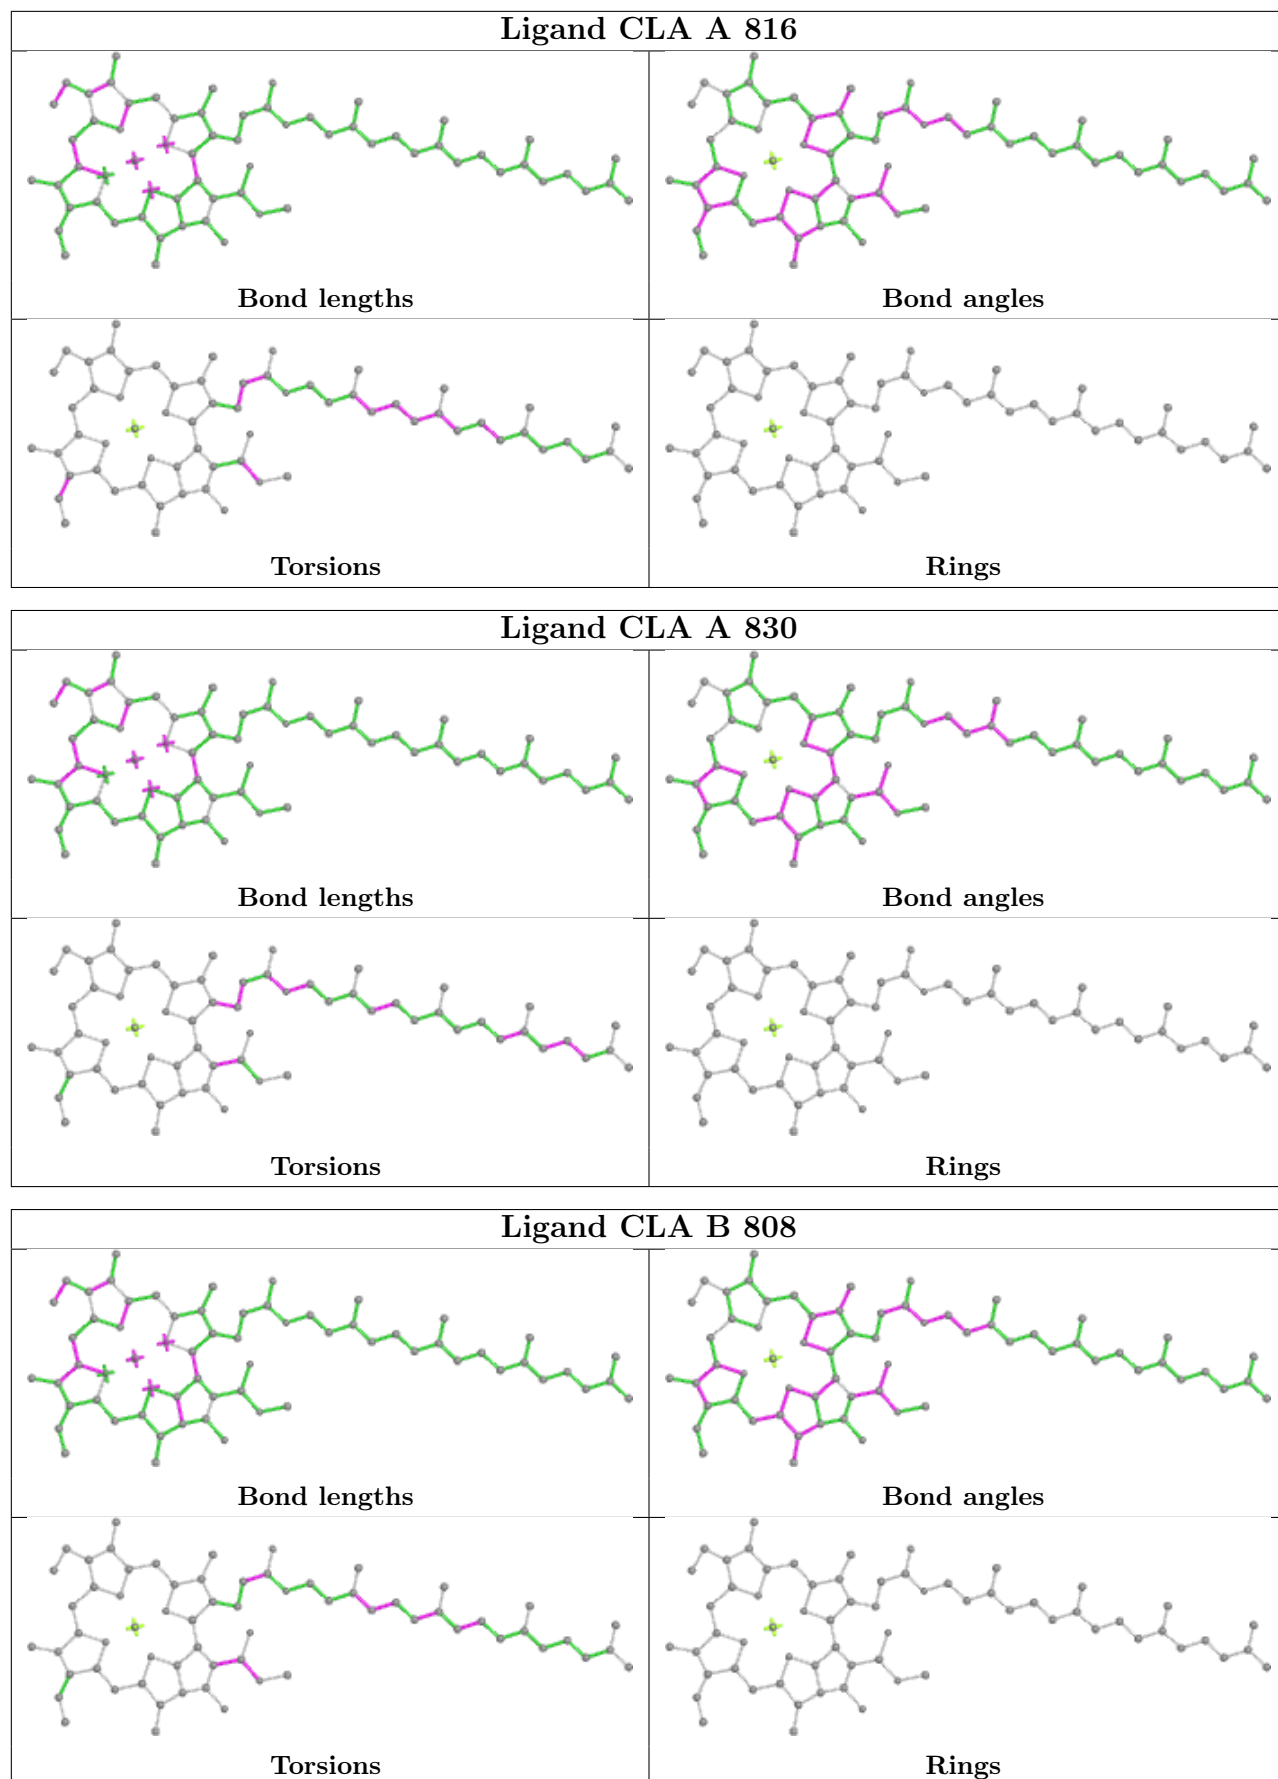 Ligand CLA A 816
Bond lengths
Bond angles
Torsions
Rings
Ligand CLA A 830
Bond lengths
Bond angles
Torsions
Rings
Ligand CLA B 808
Bond lengths
Bond angles
Torsions
Rings